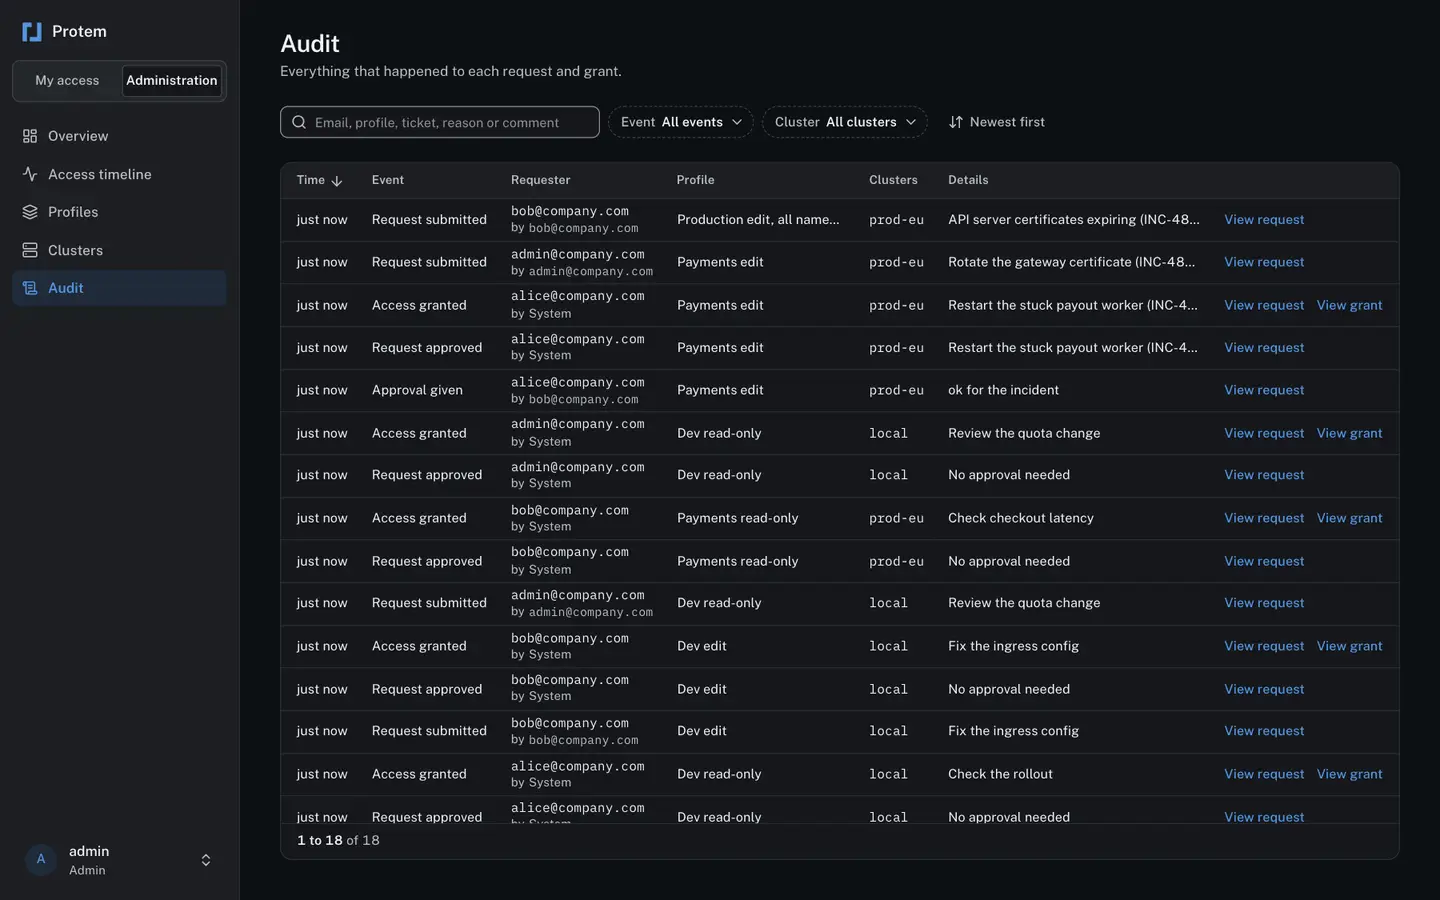 Protem
My access Administration
Overview
Access timeline
Profiles
Clusters
Audit
admin
Admin
A
Audit
Everything that happened to each request and grant.
Email, profile, ticket, reason or comment
Event All events
Cluster All clusters
Newest first
Time Event Requester Profile Clusters Details
just now Request submitted bob@company.com Production edit, all name... prod-eu API server certificates expiring (INC-48... View request
by bob@company.com
just now Request submitted admin@company.com Payments edit prod-eu Rotate the gateway certificate (INC-48... View request
by admin@company.com
just now Access granted alice@company.com Payments edit prod-eu Restart the stuck payout worker (INC-4... View request View grant
by System
just now Request approved alice@company.com Payments edit prod-eu Restart the stuck payout worker (INC-4... View request
by System
just now Approval given alice@company.com Payments edit prod-eu ok for the incident View request
by bob@company.com
just now Access granted admin@company.com Dev read-only local Review the quota change View request View grant
by System
just now Request approved admin@company.com Dev read-only local No approval needed View request
by System
just now Access granted bob@company.com Payments read-only prod-eu Check checkout latency View request View grant
by System
just now Request approved bob@company.com Payments read-only prod-eu No approval needed View request
by System
just now Request submitted admin@company.com Dev read-only local Review the quota change View request
by admin@company.com
just now Access granted bob@company.com Dev edit local Fix the ingress config View request View grant
by System
just now Request approved bob@company.com Dev edit local No approval needed View request
by System
just now Request submitted bob@company.com Dev edit local Fix the ingress config View request
by bob@company.com
just now Access granted alice@company.com Dev read-only local Check the rollout View request View grant
by System
just now Request approved alice@company.com Dev read-only local No approval needed View request
by System
1 to 18 of 18